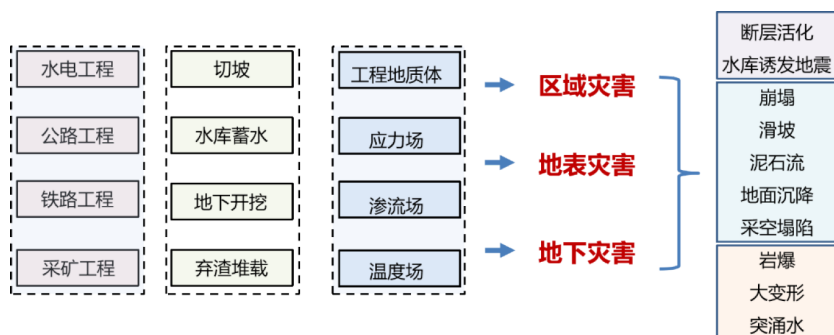 水电工程
公路工程
铁路工程
采矿工程
切坡
水库蓄水
地下开挖
弃渣堆载
工程地质体
应力场
渗流场
温度场
区域灾害
地表灾害
地下灾害
断层活化
水库诱发地震
崩塌
滑坡
泥石流
地面沉降
采空塌陷
岩爆
大变形
突涌水